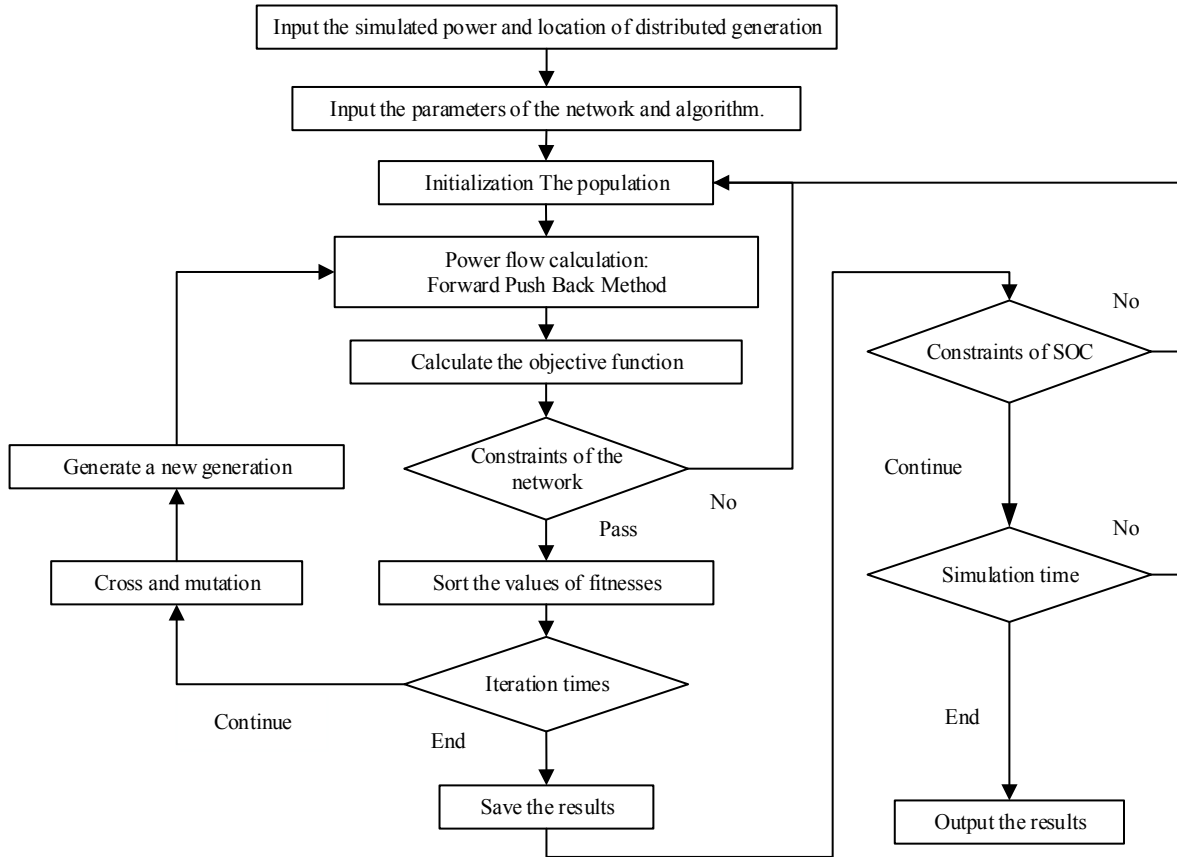 Input the simulated power and location of distributed generation
Input the parameters of the network and algorithm.
Initialization The population
Power flow calculation:
Forward Push Back Method
Calculate the objective function
Constraints of the
network
No
Pass
Sort the values of fitnesses
Iteration times
Continue
Cross and mutation
Generate a new generation
End
Save the results
Constraints of SOC
No
Continue
Simulation time
No
End
Output the results